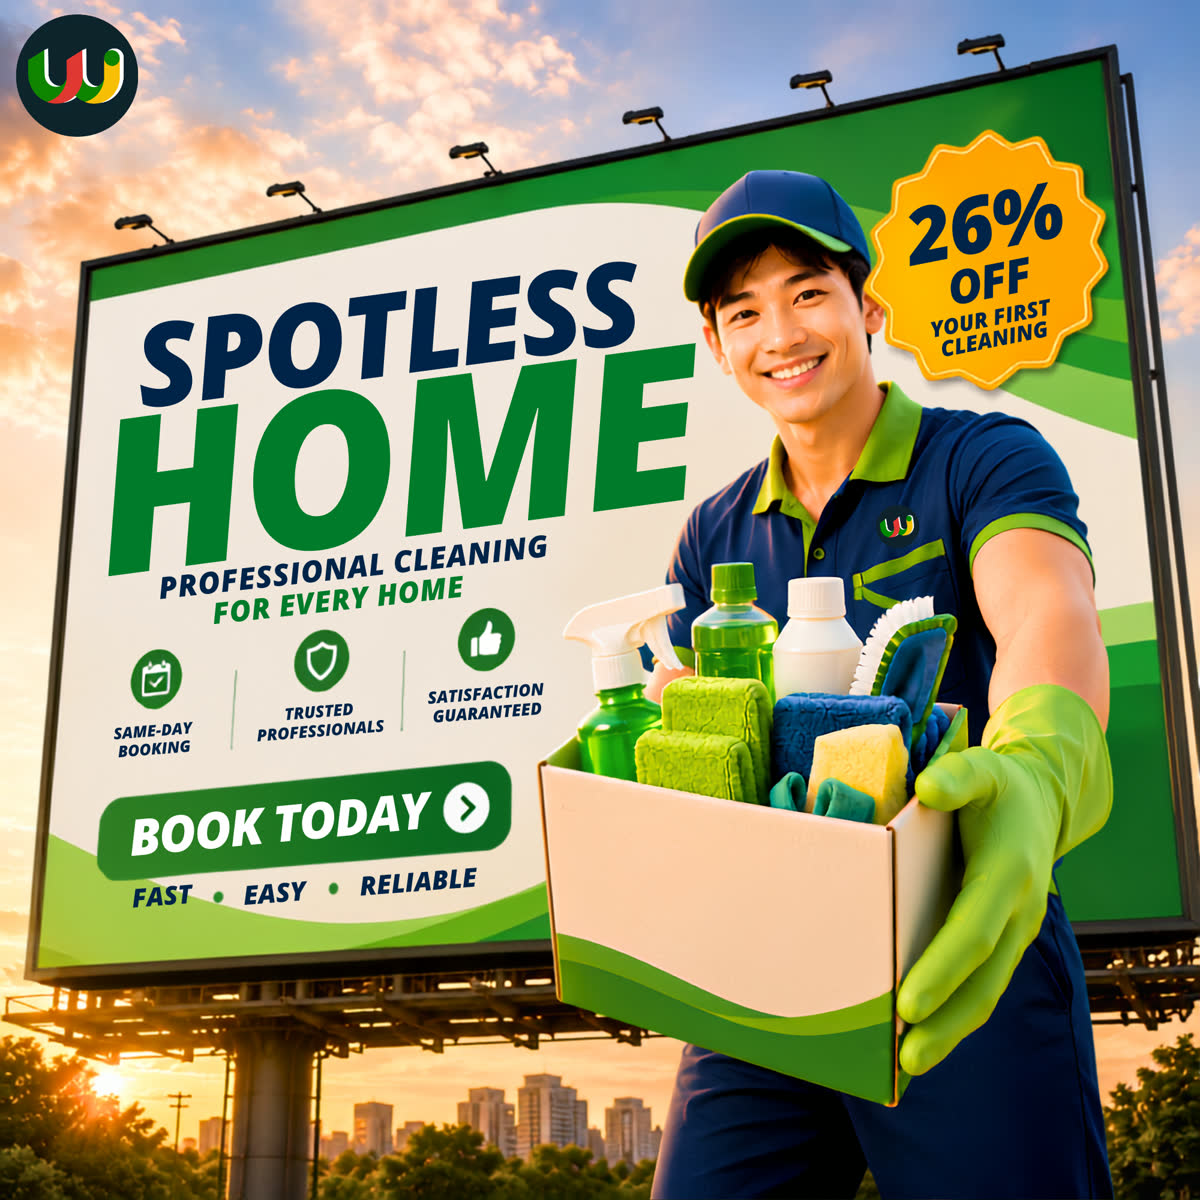 SPOTLESS
HOME
PROFESSIONAL CLEANING
FOR EVERY HOME
SAME-DAY
BOOKING
TRUSTED
PROFESSIONALS
SATISFACTION
GUARANTEED
BOOK TODAY
FAST • EASY • RELIABLE
26%
OFF
YOUR FIRST
CLEANING